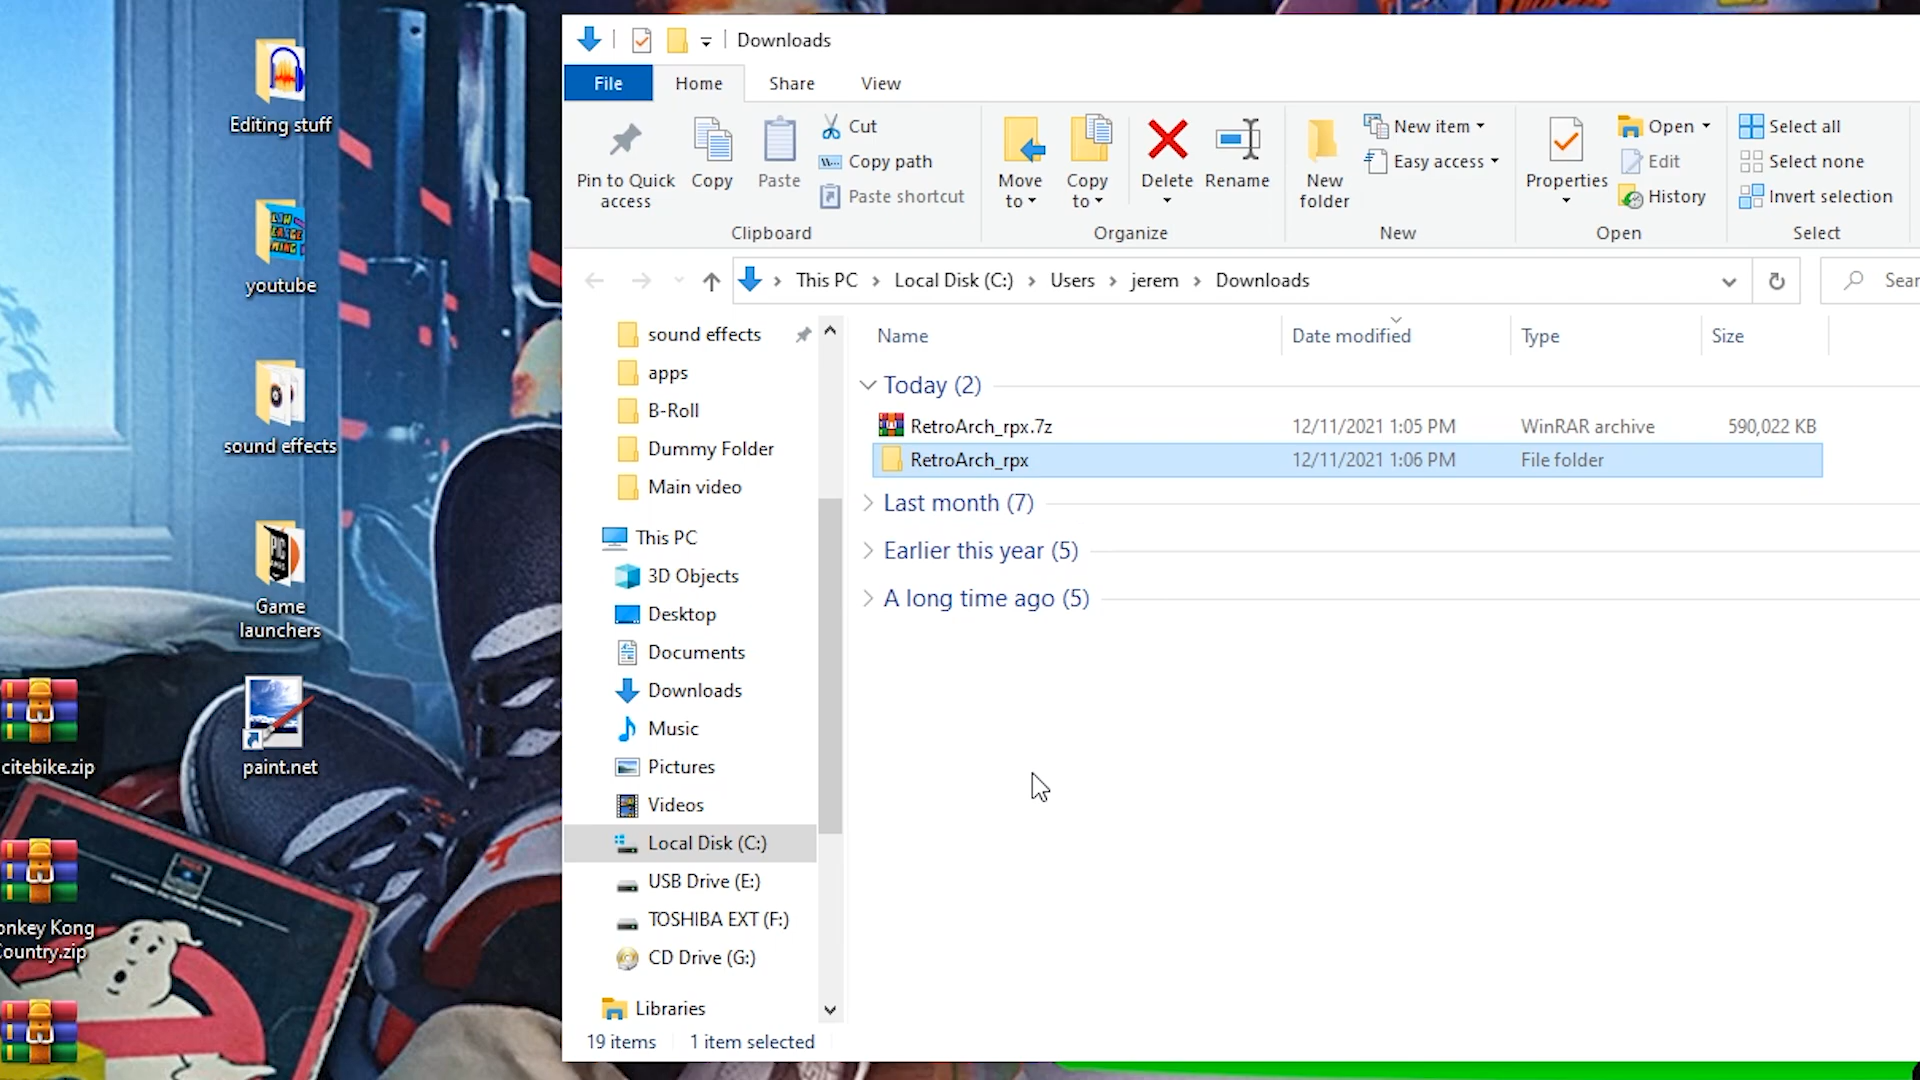 Editing stuff
youtube
sound effects
Game
launchers
paint.net
citebike.zip
onkey Kong
Country.zip
Downloads
File
Home
Share
View
Pin to Quick
access
Copy
Paste
Cut
Copy path
Paste shortcut
Clipboard
Move
to
Copy
to
Delete
Rename
Organize
New
folder
New item
Easy access
New
Properties
Open
Edit
History
Open
Select all
Select none
Invert selection
Select
This PC > Local Disk (C:) > Users > jerem > Downloads
Sear
sound effects
apps
B-Roll
Dummy Folder
Main video
This PC
3D Objects
Desktop
Documents
Downloads
Music
Pictures
Videos
Local Disk (C:)
USB Drive (E:)
TOSHIBA EXT (F:)
CD Drive (G:)
Libraries
Name Date modified Type Size
Today (2)
RetroArch_rpx.7z 12/11/2021 1:05 PM WinRAR archive 590,022 KB
RetroArch_rpx 12/11/2021 1:06 PM File folder
Last month (7)
Earlier this year (5)
A long time ago (5)
19 items 1 item selected